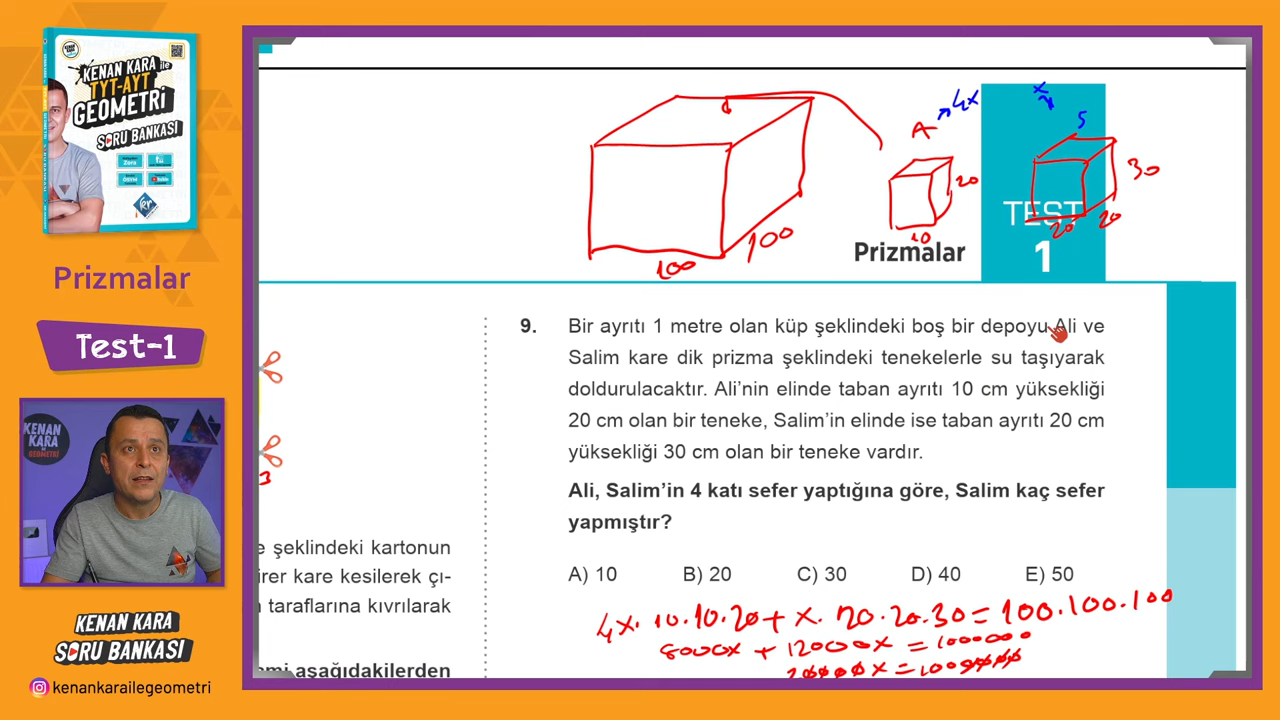 KENAN KARA ile
TYT-AYT
GEOMETRİ
SORU BANKASI
Prizmalar
Test-1
KENAN
KARA
GEOMETRİ
KENAN KARA
SORU BANKASI
kenankarailegeometri
100
100
A
4x
20
10
x
S
30
20
20
TEST
1
Prizmalar
3
e şeklindeki kartonun
irer kare kesilerek çı-
n taraflarına kıvrılarak
emi aşağıdakilerden
9. Bir ayrıtı 1 metre olan küp şeklindeki boş bir depoyu Ali ve
Salim kare dik prizma şeklindeki tenekelerle su taşıyarak
doldurulacaktır. Ali'nin elinde taban ayrıtı 10 cm yüksekliği
20 cm olan bir teneke, Salim'in elinde ise taban ayrıtı 20 cm
yüksekliği 30 cm olan bir teneke vardır.
Ali, Salim'in 4 katı sefer yaptığına göre, Salim kaç sefer
yapmıştır?
A) 10 B) 20 C) 30 D) 40 E) 50
4x.10.10.20+x.20.20.30=100.100.100
8000x + 12000x = 1000000
20000x = 1000000